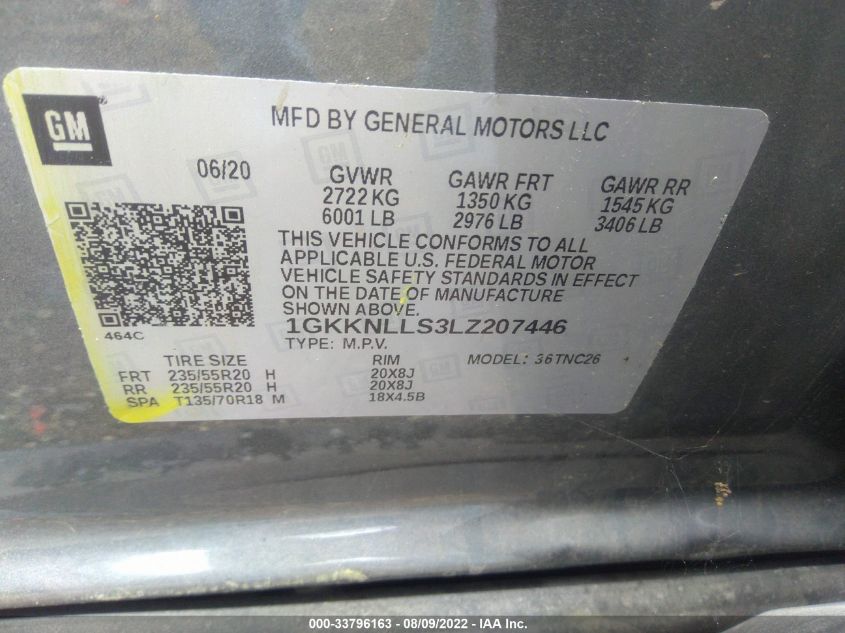 GM
MFD BY GENERAL MOTORS LLC
06/20
GVWR GAWR FRT GAWR RR
2722 KG 1350 KG 1545 KG
6001 LB 2976 LB 3406 LB
THIS VEHICLE CONFORMS TO ALL
APPLICABLE U.S. FEDERAL MOTOR
VEHICLE SAFETY STANDARDS IN EFFECT
ON THE DATE OF MANUFACTURE
SHOWN ABOVE.
464C
1GKKNLLS3LZ207446
TYPE: M.P.V. MODEL: 36TNC26
TIRE SIZE RIM
FRT 235/55R20 H 20X8J
RR 235/55R20 H 20X8J
SPA T135/70R18 M 18X4.5B
000-33796163 - 08/09/2022 - IAA Inc.